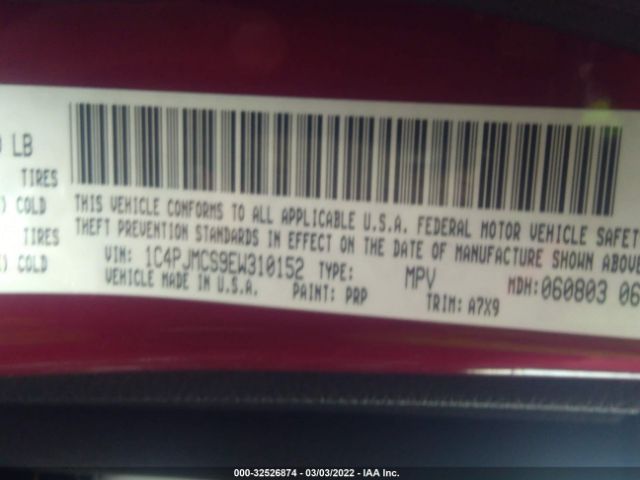 LB
TIRES
COLD
TIRES
COLD
THIS VEHICLE CONFORMS TO ALL APPLICABLE U.S.A. FEDERAL MOTOR VEHICLE SAFET
THEFT PREVENTION STANDARDS IN EFFECT ON THE DATE OF MANUFACTURE SHOWN ABOVE
VIN: 1C4PJMCS9EW310152 TYPE: MPV MDH:060803 06
VEHICLE MADE IN U.S.A. PAINT: PRP TRIM: A7X9
000-32526874 / 03/03/2022 - IAA Inc.